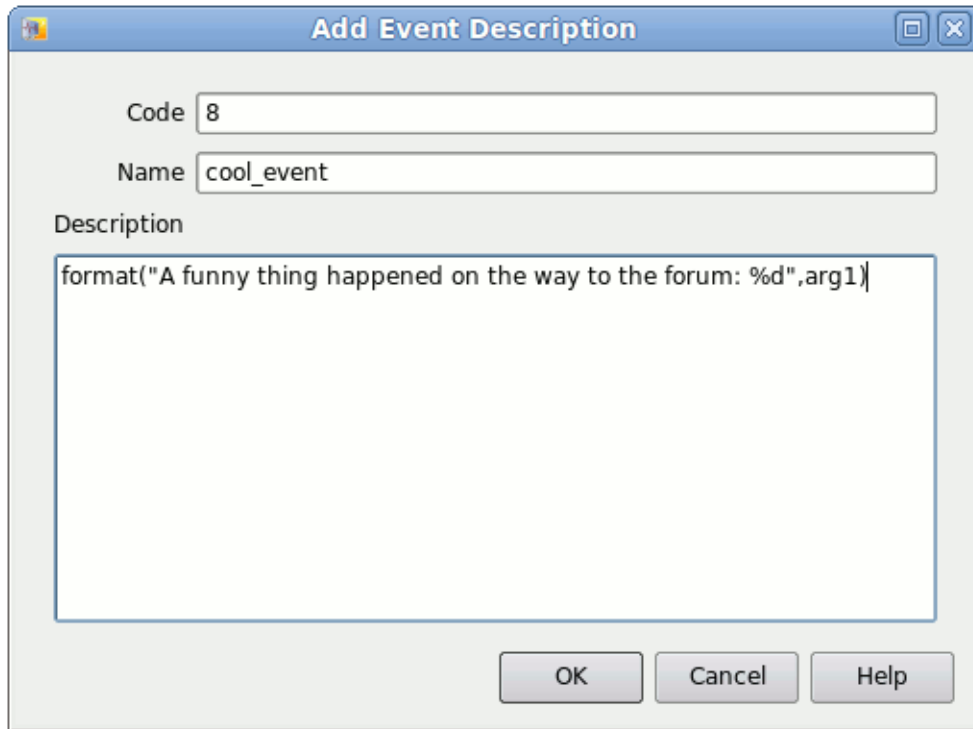 Add Event Description
Code 8
Name cool_event
Description
format("A funny thing happened on the way to the forum: %d",arg1)
OK Cancel Help